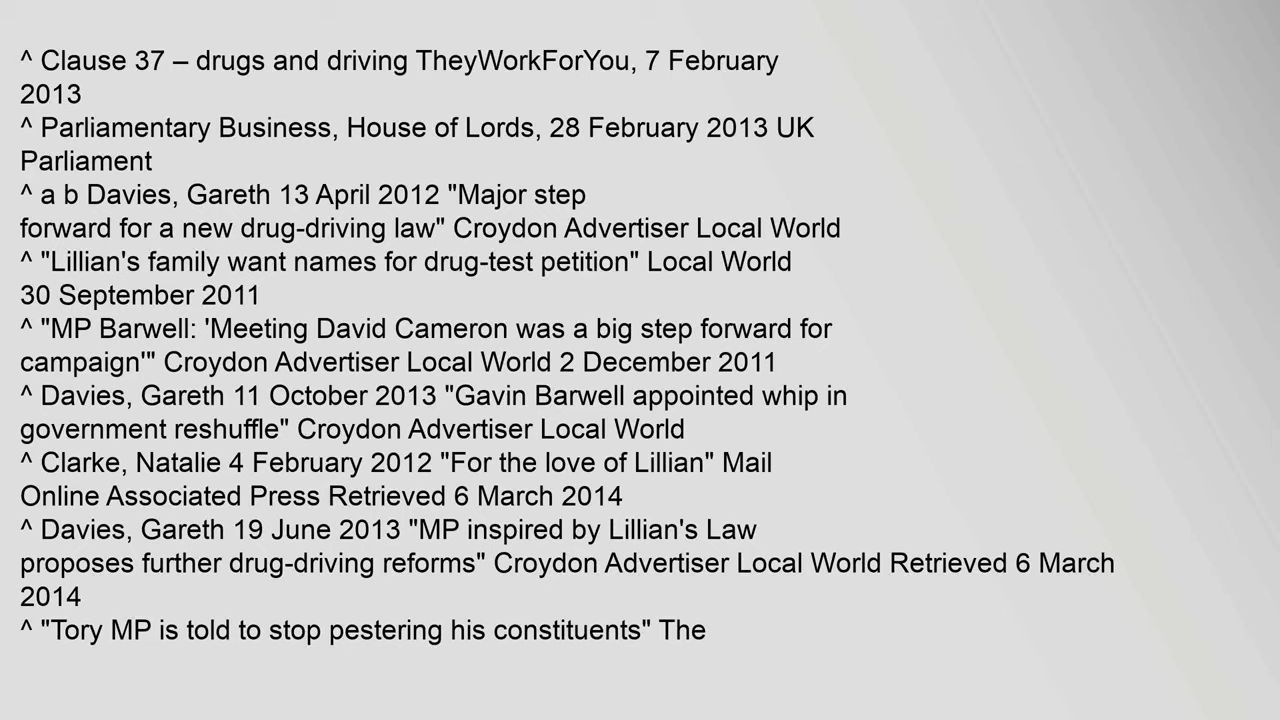 ^ Clause 37 – drugs and driving TheyWorkForYou, 7 February
2013
^ Parliamentary Business, House of Lords, 28 February 2013 UK
Parliament
^ a b Davies, Gareth 13 April 2012 "Major step
forward for a new drug-driving law" Croydon Advertiser Local World
^ "Lillian's family want names for drug-test petition" Local World
30 September 2011
^ "MP Barwell: 'Meeting David Cameron was a big step forward for
campaign'" Croydon Advertiser Local World 2 December 2011
^ Davies, Gareth 11 October 2013 "Gavin Barwell appointed whip in
government reshuffle" Croydon Advertiser Local World
^ Clarke, Natalie 4 February 2012 "For the love of Lillian" Mail
Online Associated Press Retrieved 6 March 2014
^ Davies, Gareth 19 June 2013 "MP inspired by Lillian's Law
proposes further drug-driving reforms" Croydon Advertiser Local World Retrieved 6 March
2014
^ "Tory MP is told to stop pestering his constituents" The